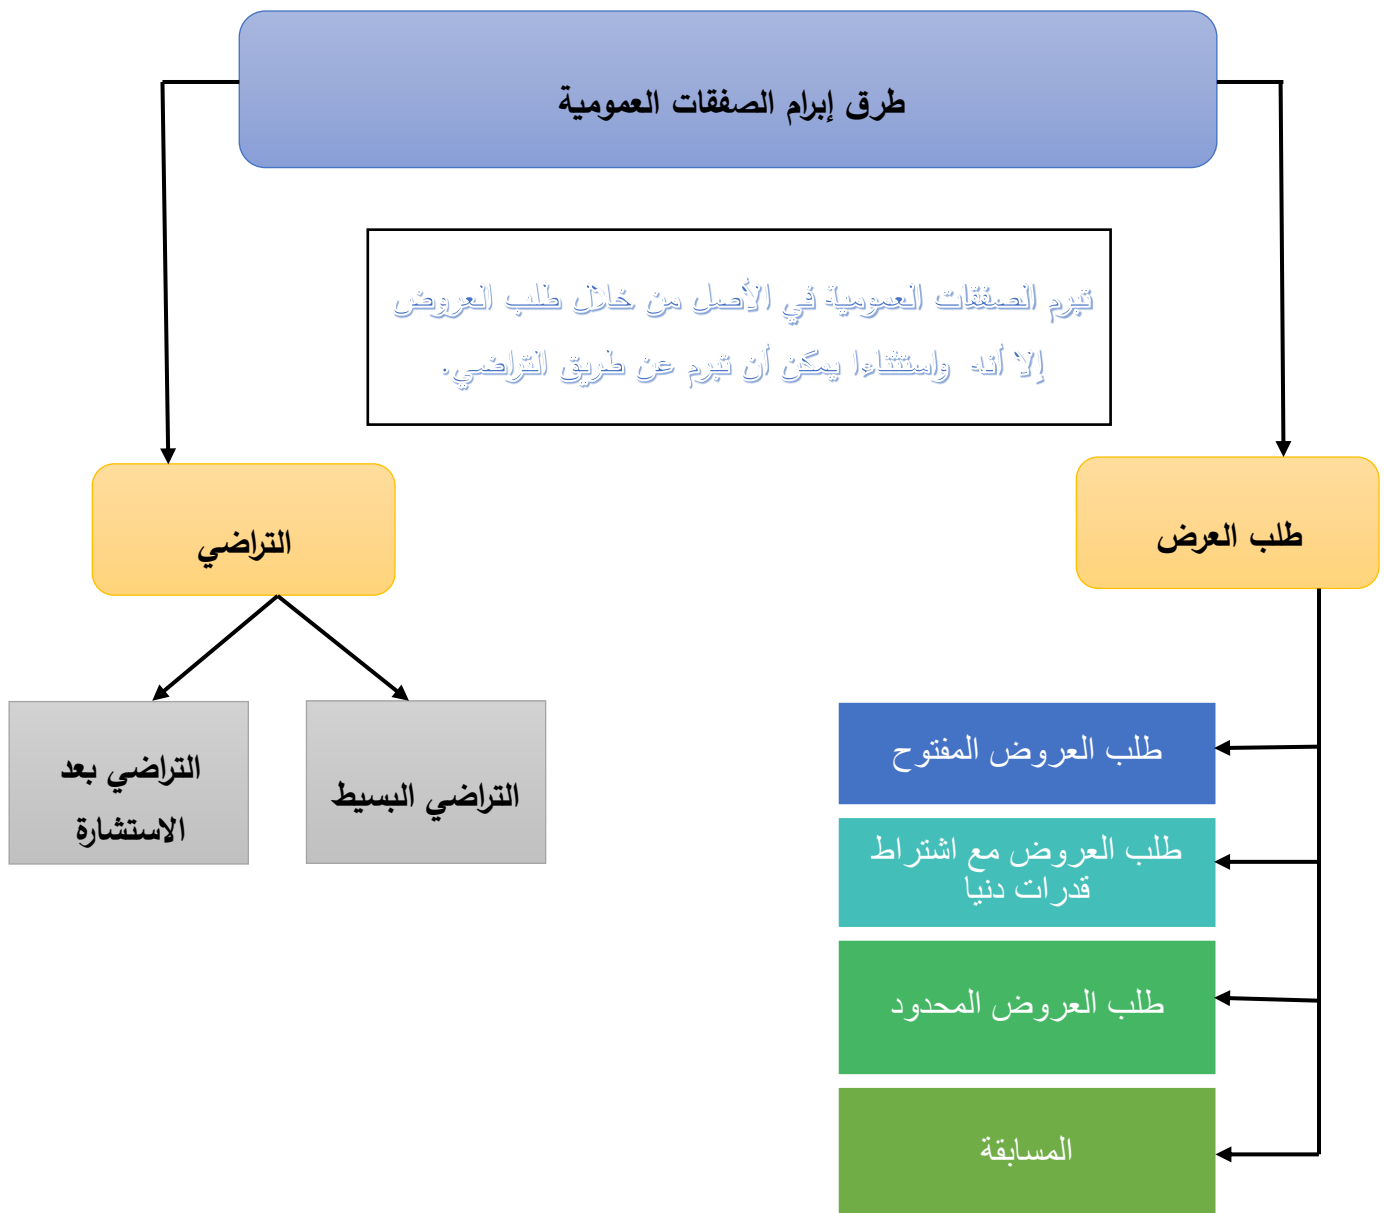 طرق إبرام الصفقات العمومية
تبرم الصفقات العمومية في الأصل من خلال طلب العروض
إلا أنه واستثناءا يمكن أن تبرم عن طريق التراضي.
طلب العرض
التراضي
طلب العروض المفتوح
طلب العروض مع اشتراط
قدرات دنيا
طلب العروض المحدود
المسابقة
التراضي البسيط
التراضي بعد
الاستشارة